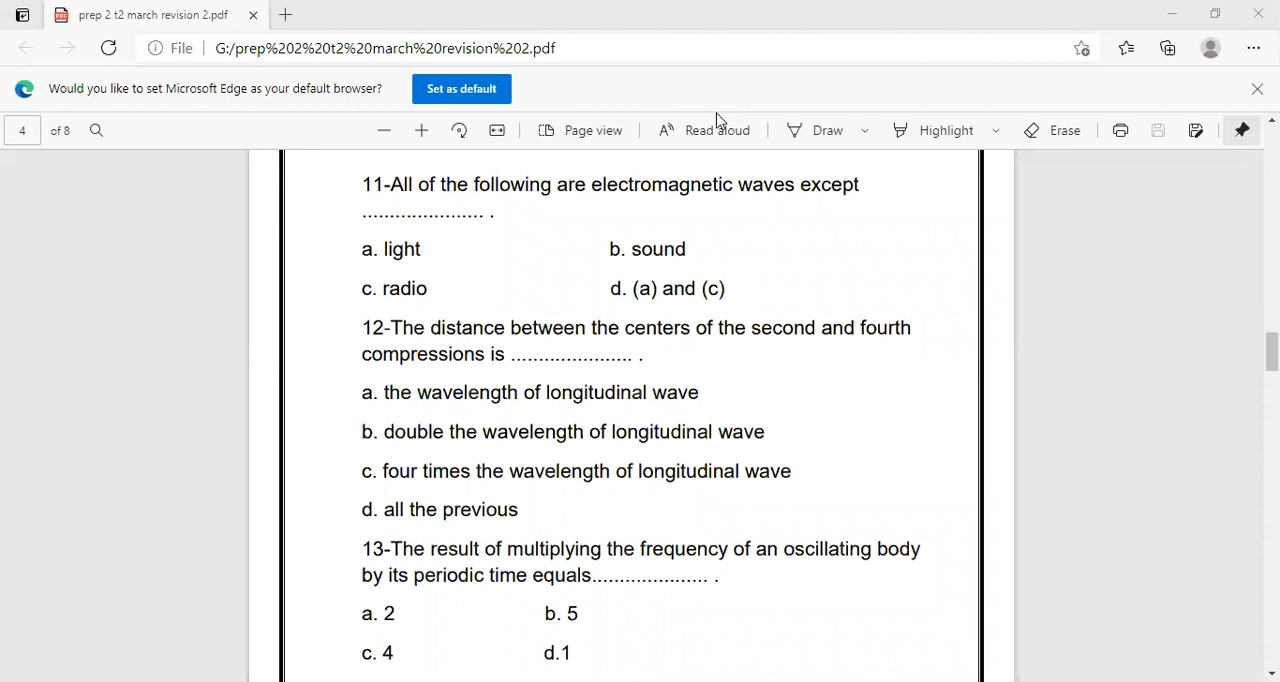 prep 2 t2 march revision 2.pdf
File
G:/prep%202%20t2%20march%20revision%202.pdf
Would you like to set Microsoft Edge as your default browser?
Set as default
4 of 8
Page view
Read aloud
Draw
Highlight
Erase
11-All of the following are electromagnetic waves except
...................... .
a. light b. sound
c. radio d. (a) and (c)
12-The distance between the centers of the second and fourth
compressions is ...................... .
a. the wavelength of longitudinal wave
b. double the wavelength of longitudinal wave
c. four times the wavelength of longitudinal wave
d. all the previous
13-The result of multiplying the frequency of an oscillating body
by its periodic time equals..................... .
a. 2 b. 5
c. 4 d.1